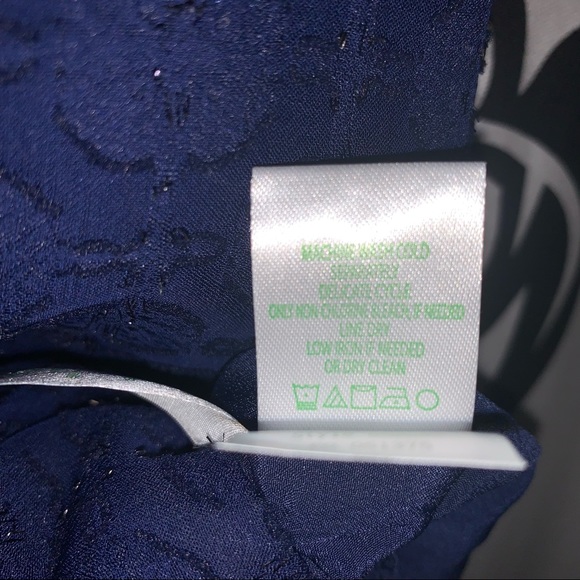 MACHINE WASH COLD
SEPARATELY
DELICATE CYCLE
ONLY NON-CHLORINE BLEACH, IF NEEDED
LINE DRY
LOW IRON IF NEEDED
OR DRY CLEAN